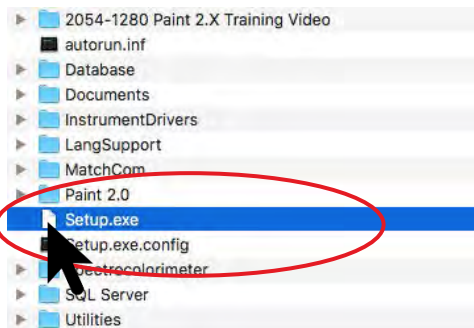 2054-1280 Paint 2.X Training Video
autorun.inf
Database
Documents
InstrumentDrivers
LangSupport
MatchCom
Paint 2.0
Setup.exe
Setup.exe.config
Spectrocolorimeter
SQL Server
Utilities